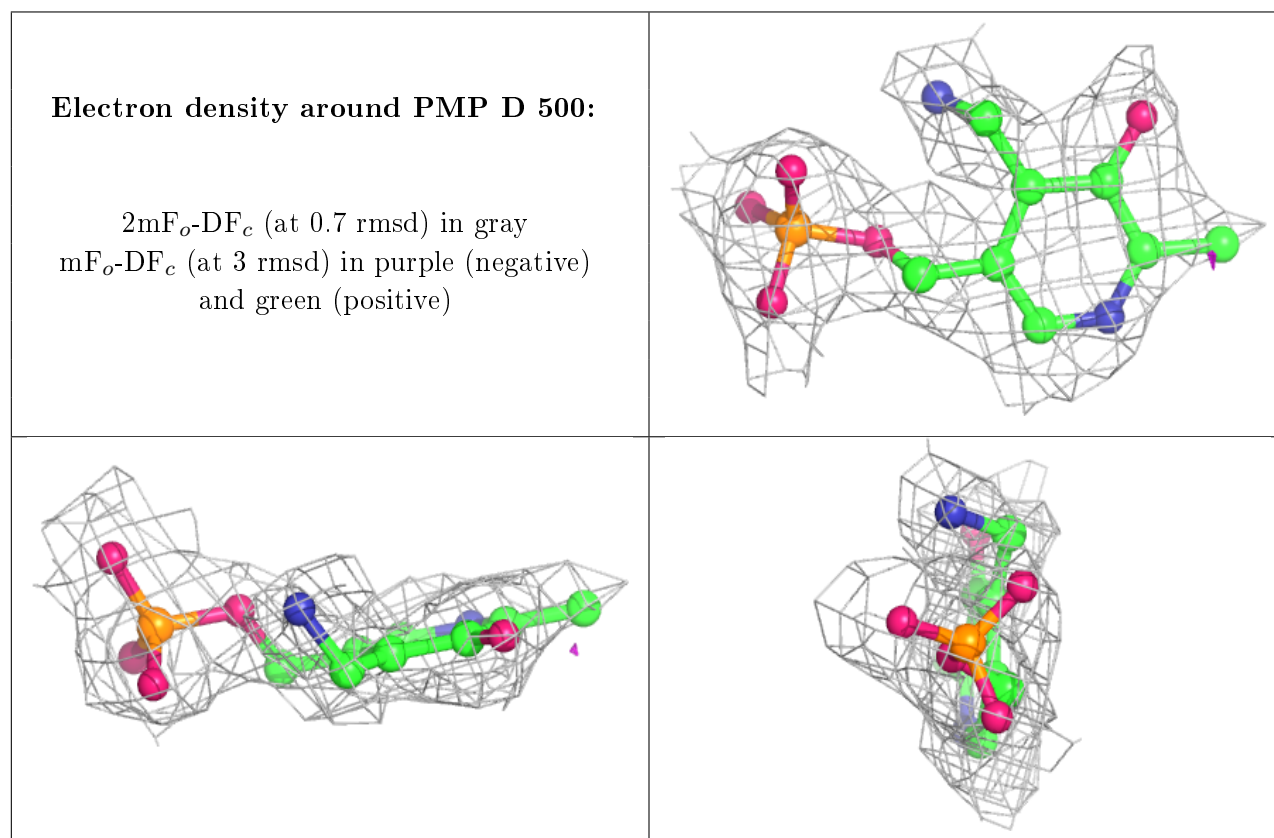 Electron density around PMP D 500:
2mFₒ-DF𝑐 (at 0.7 rmsd) in gray
mFₒ-DF𝑐 (at 3 rmsd) in purple (negative)
and green (positive)